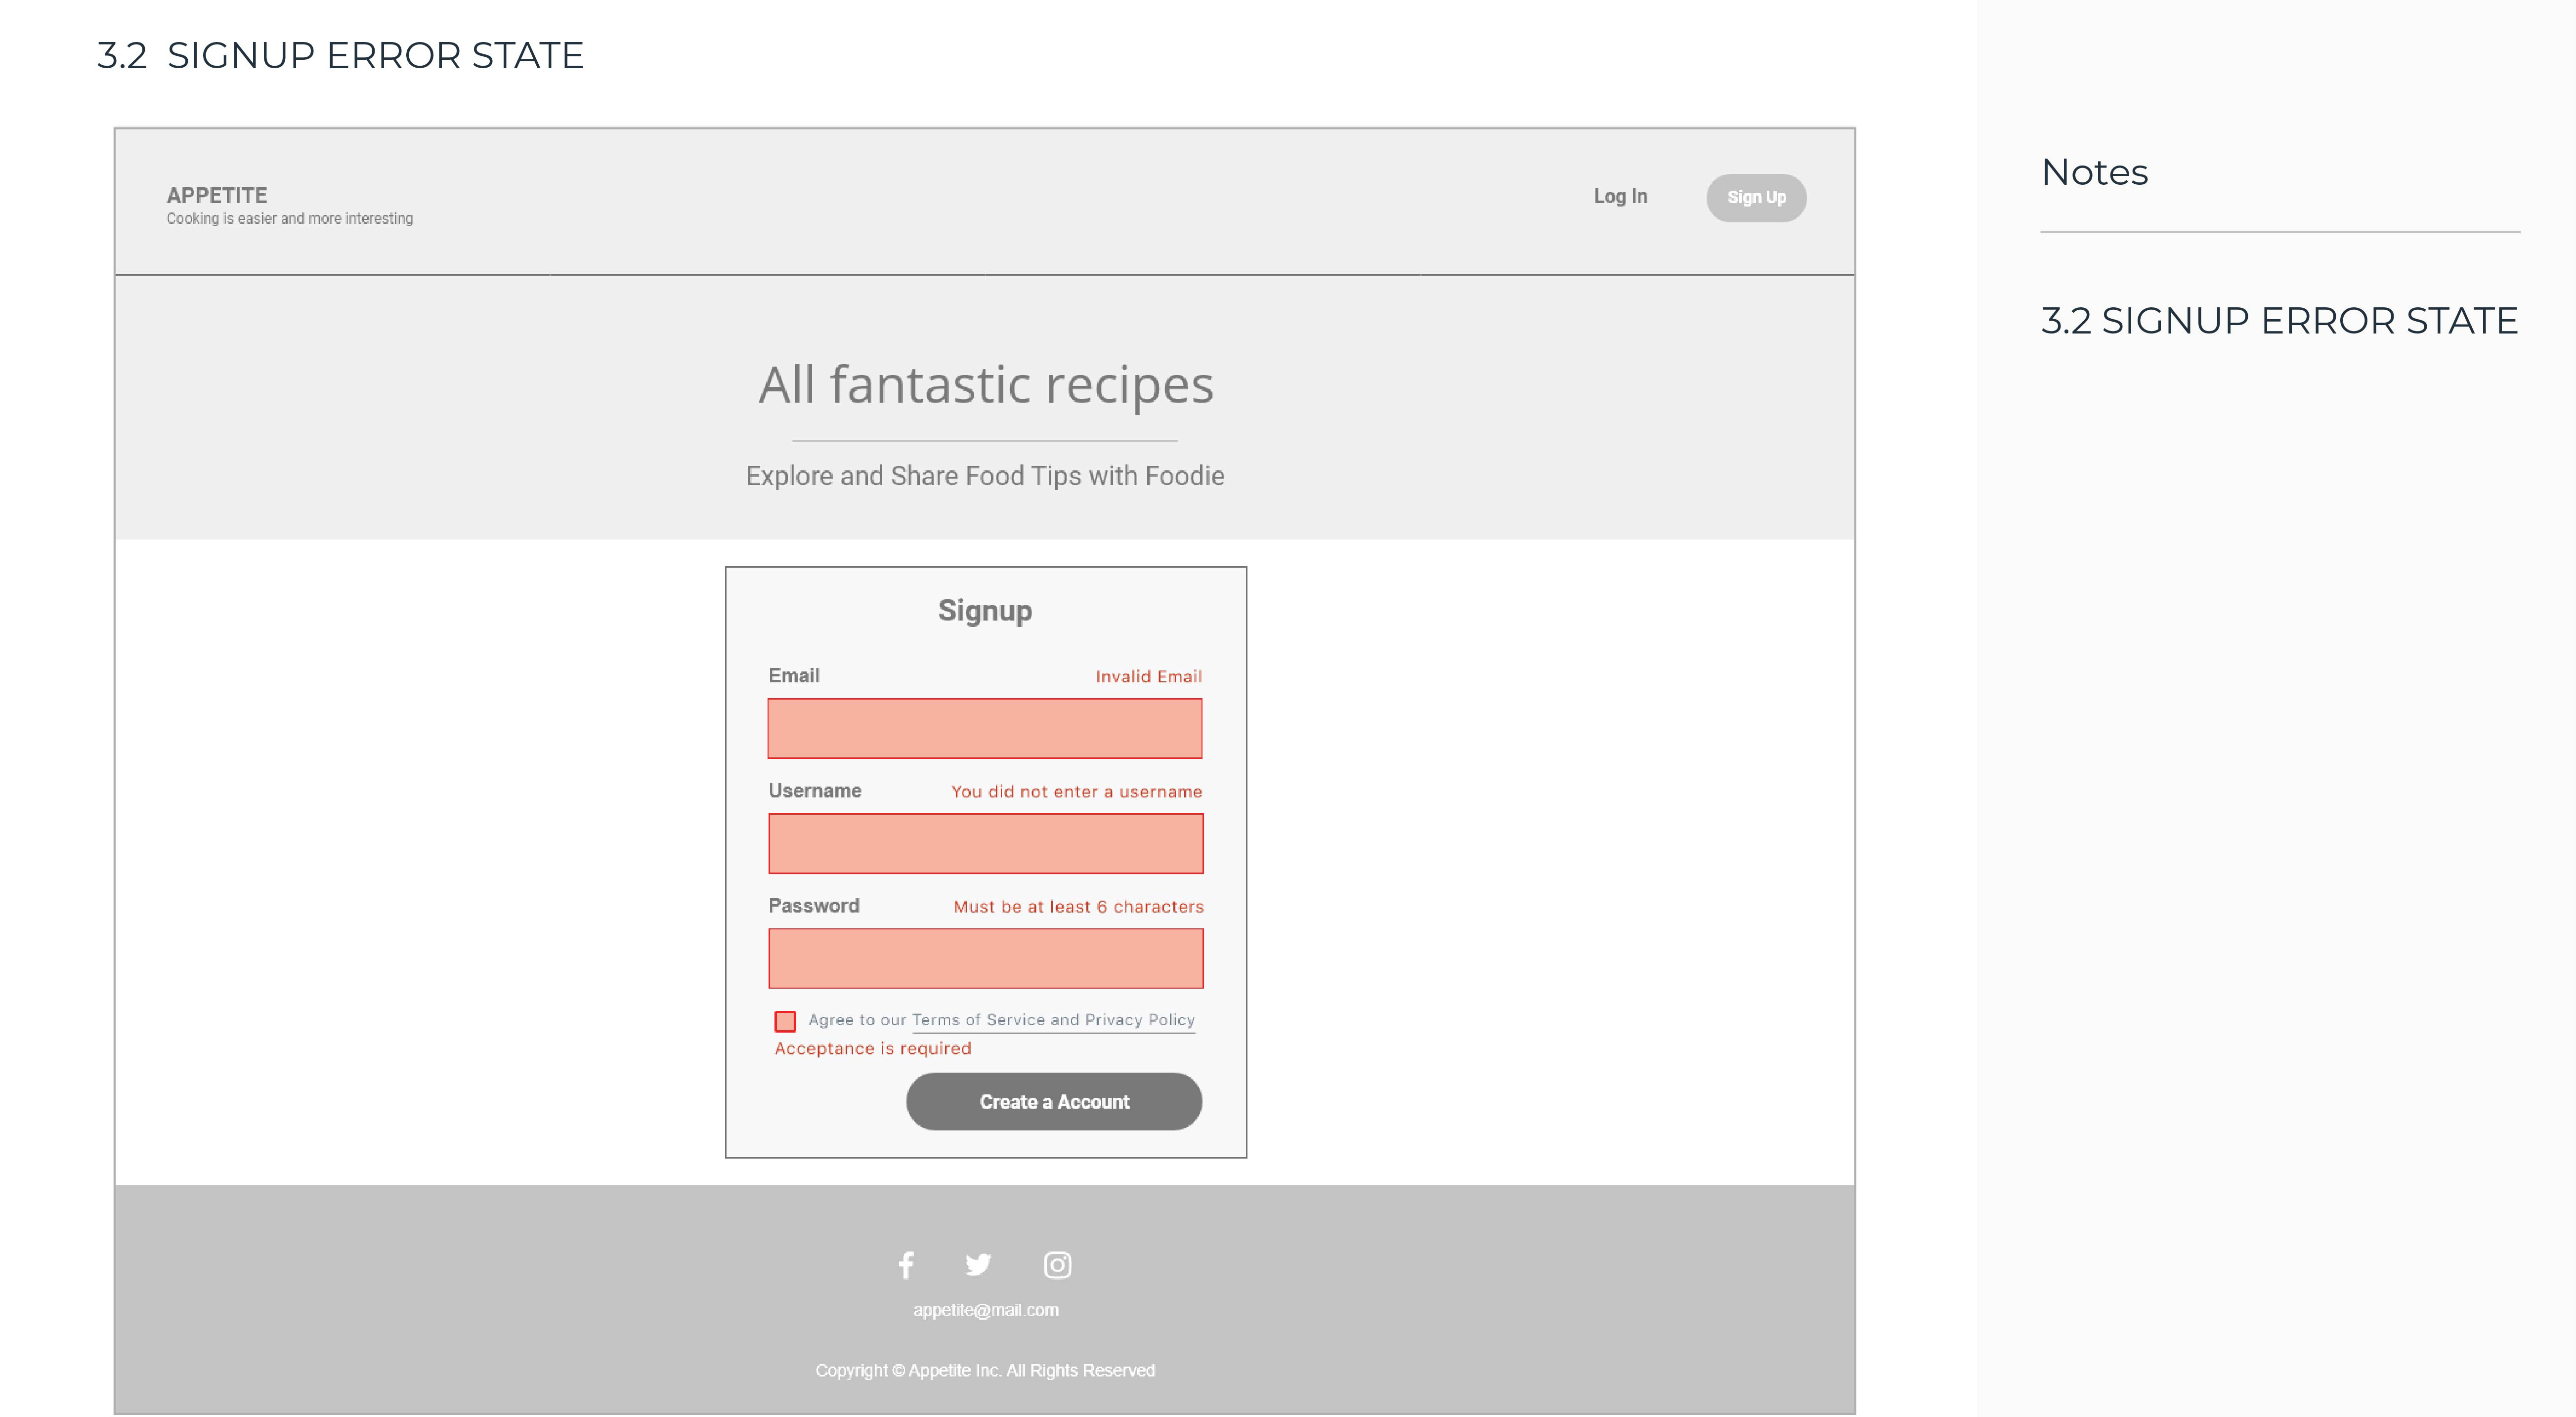 3.2 SIGNUP ERROR STATE
APPETITE
Cooking is easier and more interesting
Log In
Sign Up
All fantastic recipes
Explore and Share Food Tips with Foodie
Signup
Email
Invalid Email
Username
You did not enter a username
Password
Must be at least 6 characters
Agree to our Terms of Service and Privacy Policy
Acceptance is required
Create a Account
appetite@mail.com
Copyright © Appetite Inc. All Rights Reserved
Notes
3.2 SIGNUP ERROR STATE